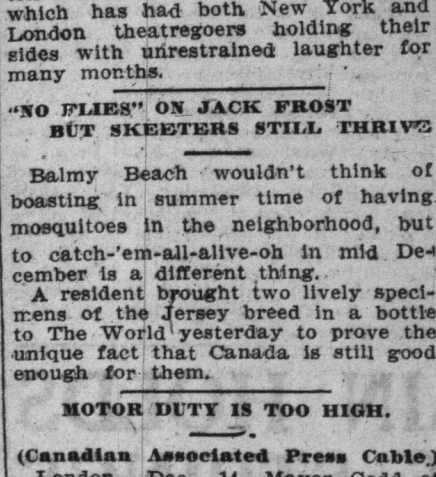 which has had both New York and
London theatregoers holding their
sides with unrestrained laughter for
many months.
"NO FLIES" ON JACK FROST
BUT SKEETERS STILL THRIVE
Balmy Beach wouldn't think of
boasting in summer time of having
mosquitoes in the neighborhood, but
to catch-'em-all-alive-oh in mid De-
cember is a different thing.
A resident brought two lively speci-
mens of the Jersey breed in a bottle
to The World yesterday to prove the
unique fact that Canada is still good
enough for them.
MOTOR DUTY IS TOO HIGH.
(Canadian Associated Press Cable.)
London, Dec. 14.